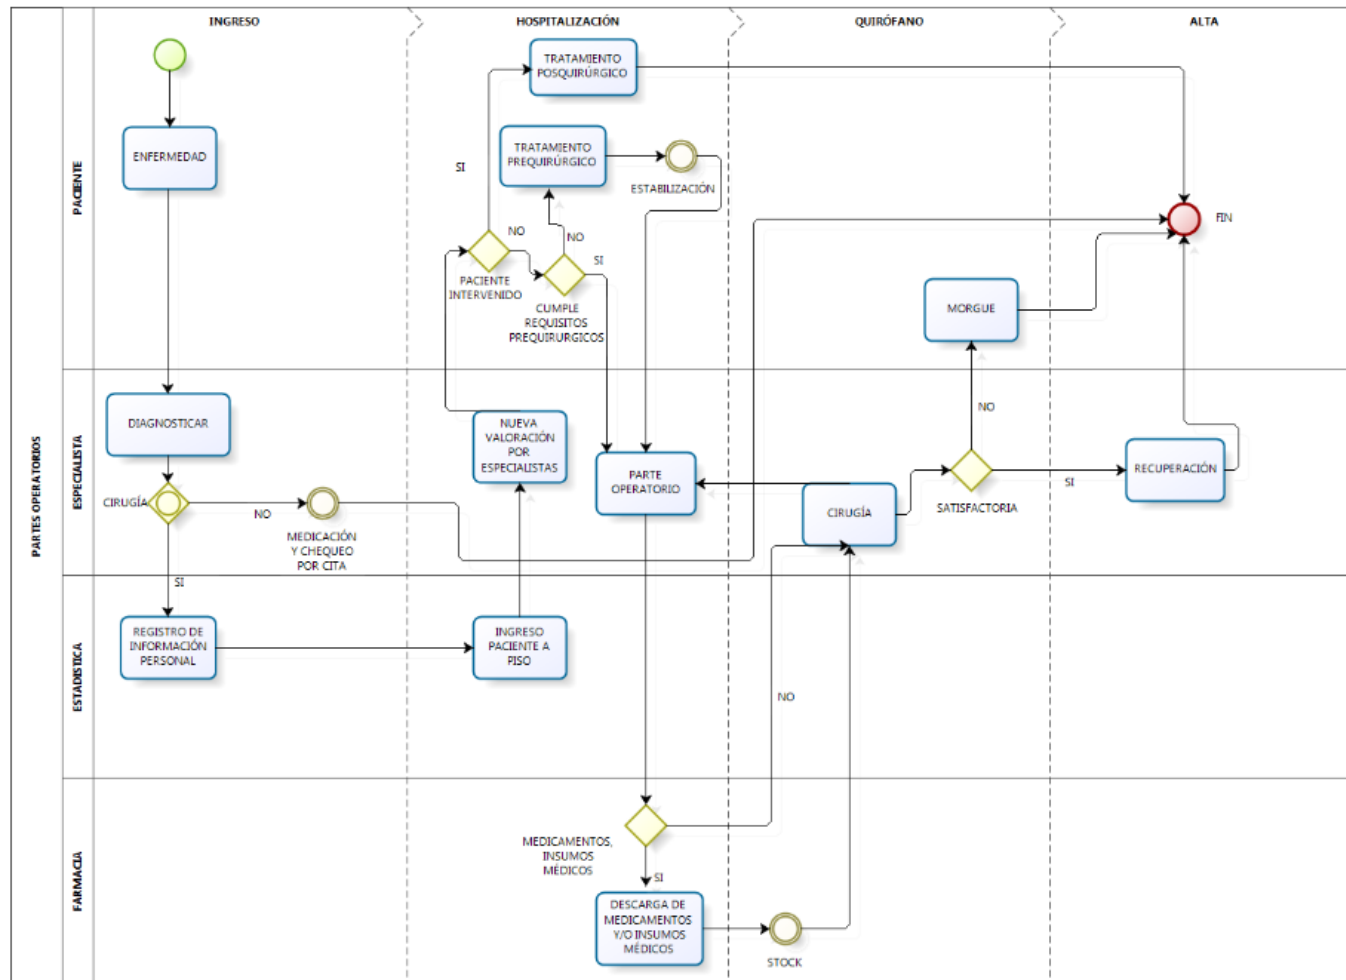 INGRESO
HOSPITALIZACIÓN
QUIRÓFANO
ALTA
PARTES OPERATORIOS
PACIENTE
ENFERMEDAD
TRATAMIENTO
POSQUIRÚRGICO
TRATAMIENTO
PREQUIRÚRGICO
ESTABILIZACIÓN
SI
NO
NO
SI
PACIENTE
INTERVENIDO
CUMPLE
REQUISITOS
PREQUIRURGICOS
FIN
MORGUE
ESPECIALISTA
DIAGNOSTICAR
CIRUGÍA
NO
MEDICACIÓN
Y CHEQUEO
POR CITA
SI
NUEVA
VALORACIÓN
POR
ESPECIALISTAS
PARTE
OPERATORIO
CIRUGÍA
NO
SATISFACTORIA
SI
RECUPERACIÓN
ESTADISTICA
REGISTRO DE
INFORMACIÓN
PERSONAL
INGRESO
PACIENTE A
PISO
NO
FARMACIA
MEDICAMENTOS,
INSUMOS
MÉDICOS
SI
DESCARGA DE
MEDICAMENTOS
Y/O INSUMOS
MÉDICOS
STOCK